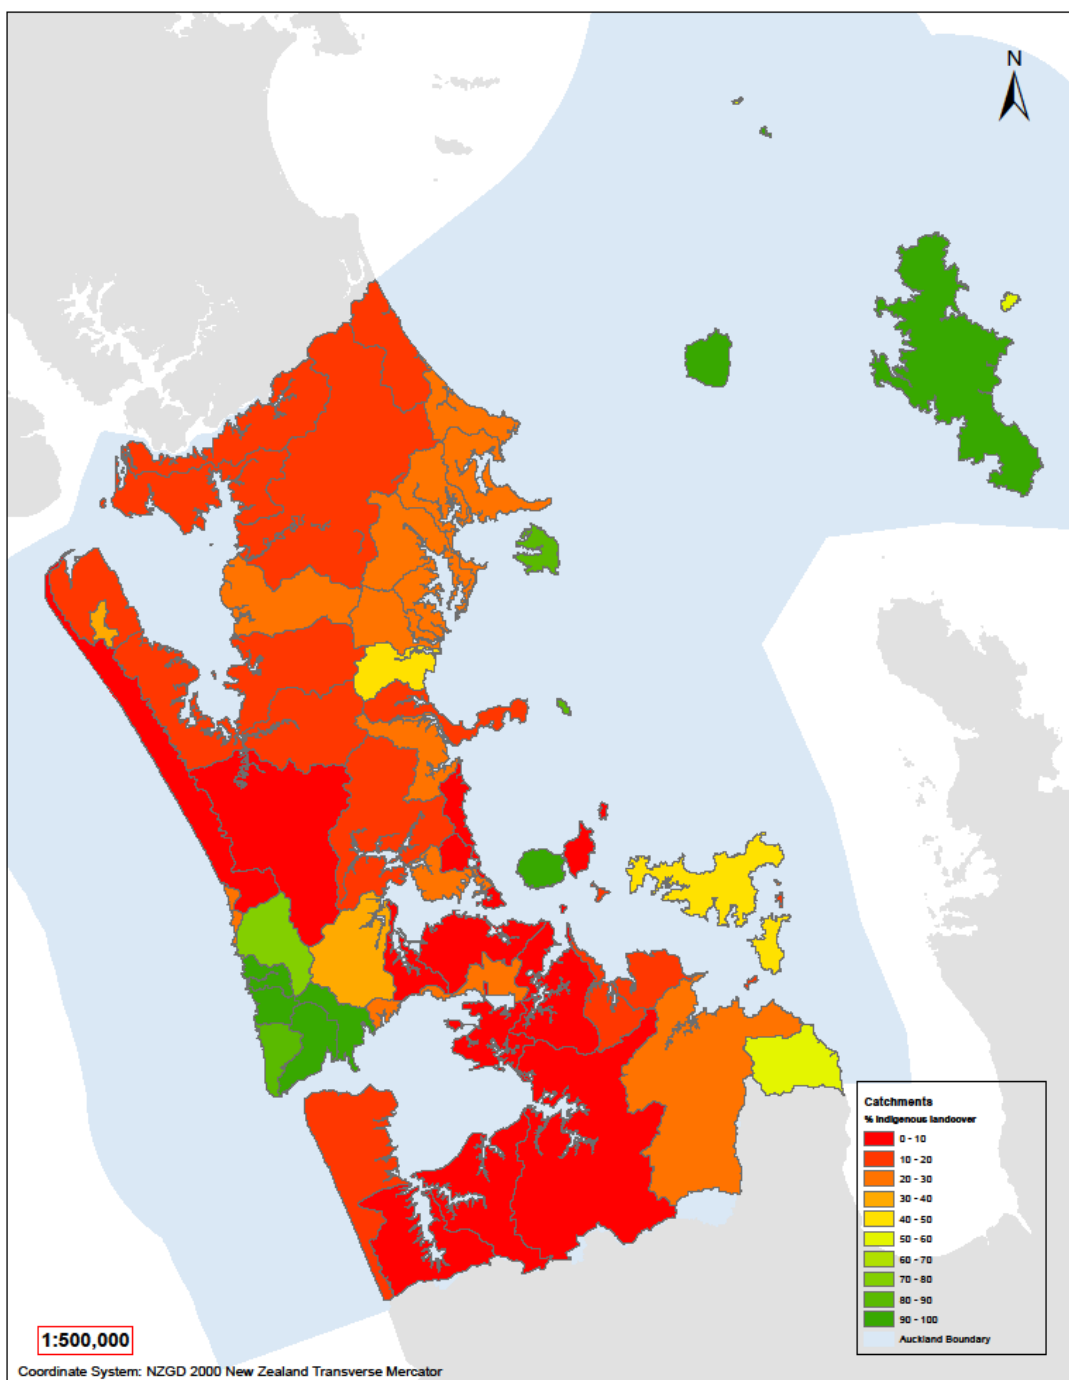 N
Catchments
% Indigenous landcover
0 - 10
10 - 20
20 - 30
30 - 40
40 - 50
50 - 60
60 - 70
70 - 80
80 - 90
90 - 100
Auckland Boundary
1:500,000
Coordinate System: NZGD 2000 New Zealand Transverse Mercator